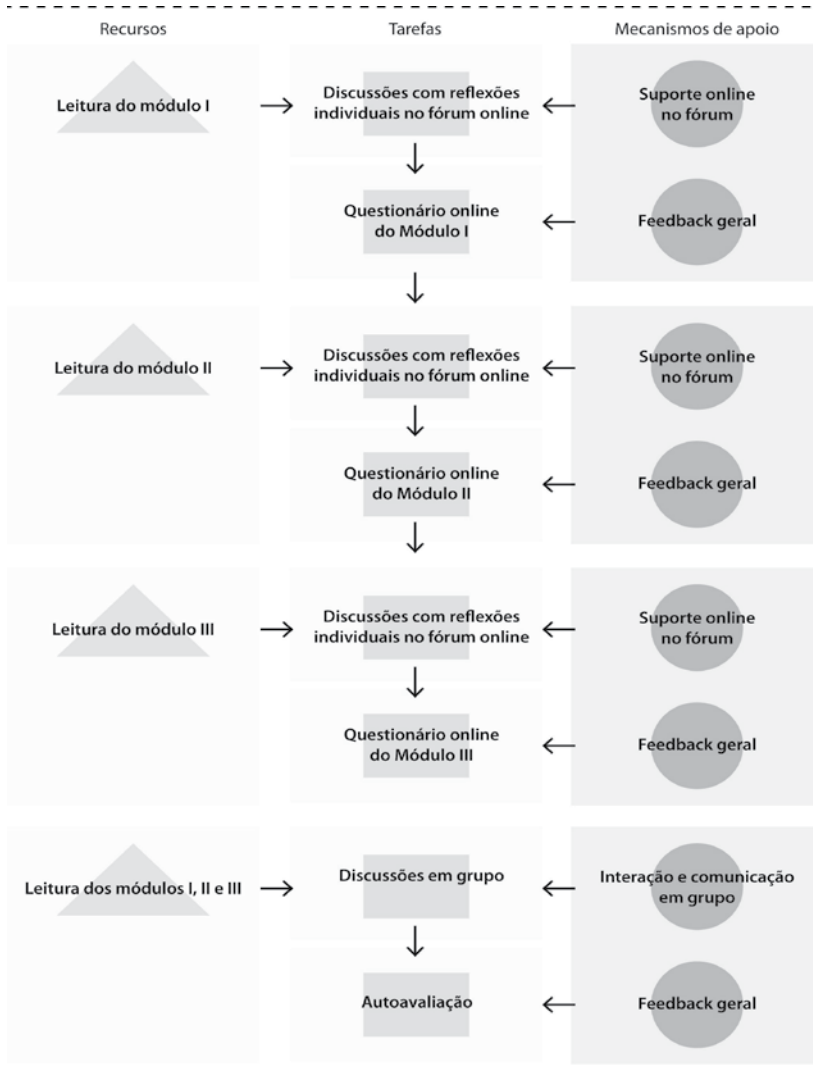 Recursos
Tarefas
Mecanismos de apoio
Leitura do módulo I
Discussões com reflexões
individuais no fórum online
Suporte online
no fórum
Questionário online
do Módulo I
Feedback geral
Leitura do módulo II
Discussões com reflexões
individuais no fórum online
Suporte online
no fórum
Questionário online
do Módulo II
Feedback geral
Leitura do módulo III
Discussões com reflexões
individuais no fórum online
Suporte online
no fórum
Questionário online
do Módulo III
Feedback geral
Leitura dos módulos I, II e III
Discussões em grupo
Interação e comunicação
em grupo
Autoavaliação
Feedback geral